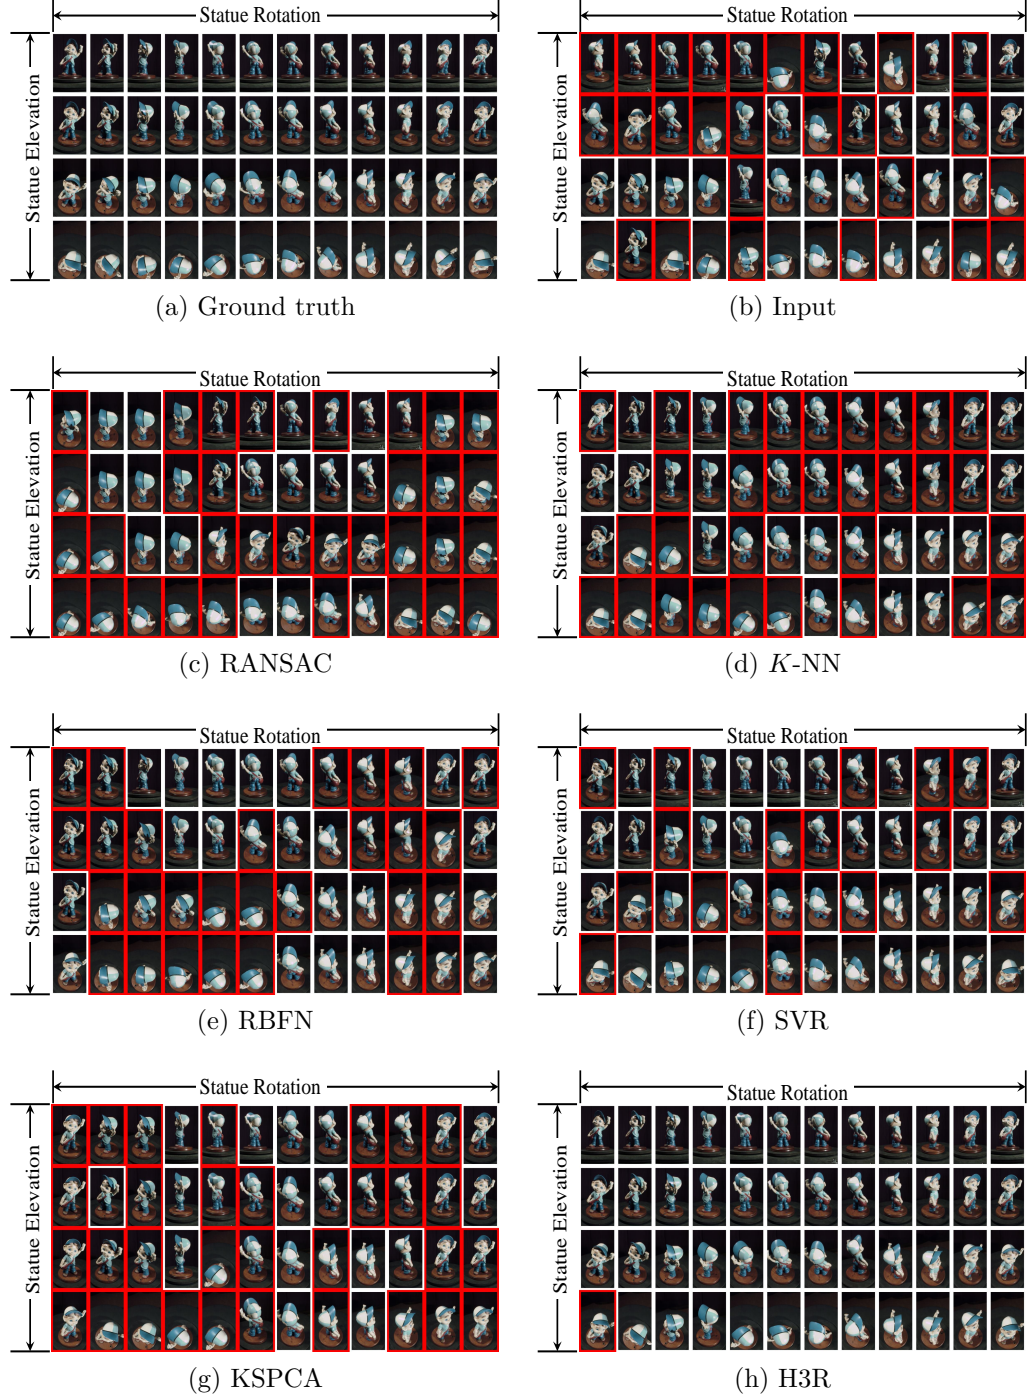 Statue Rotation
Statue Elevation
(a) Ground truth
Statue Rotation
Statue Elevation
(b) Input
Statue Rotation
Statue Elevation
(c) RANSAC
Statue Rotation
Statue Elevation
(d) K-NN
Statue Rotation
Statue Elevation
(e) RBFN
Statue Rotation
Statue Elevation
(f) SVR
Statue Rotation
Statue Elevation
(g) KSPCA
Statue Rotation
Statue Elevation
(h) H3R